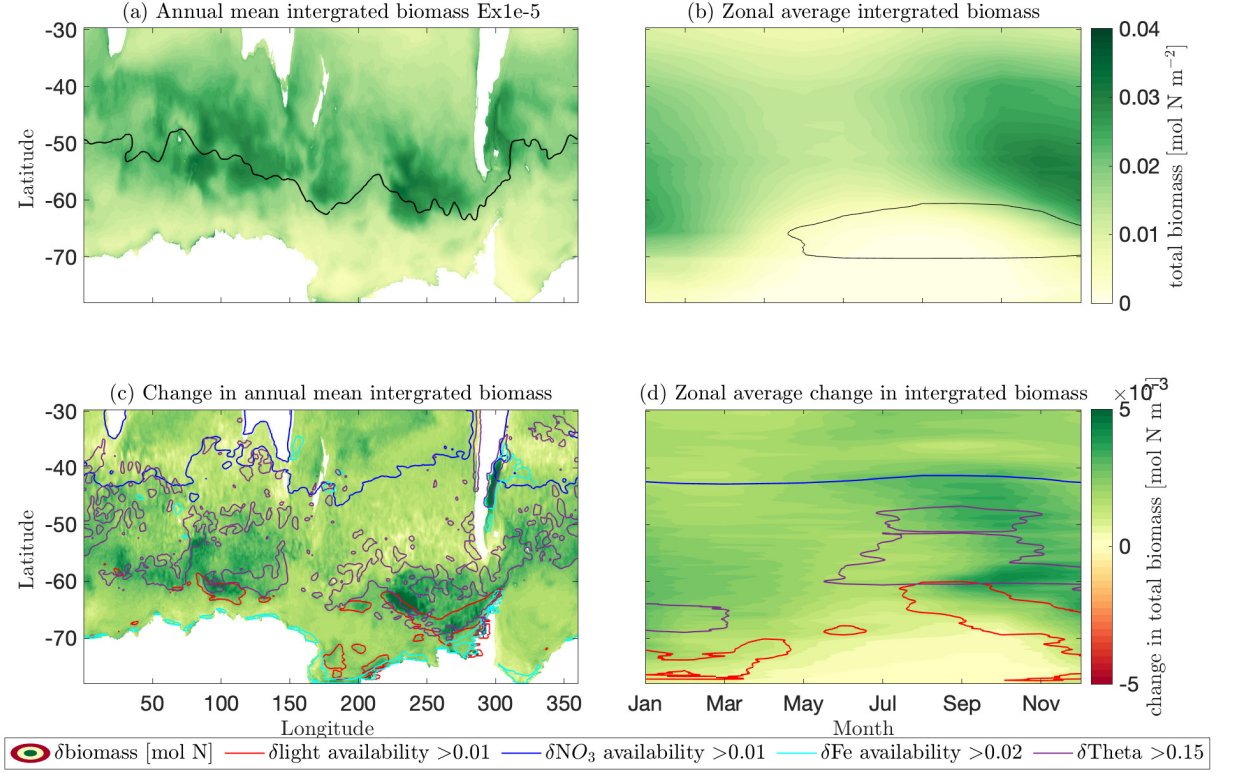 (a) Annual mean intergrated biomass Ex1e-5
(b) Zonal average intergrated biomass
-30
-40
-50
-60
-70
Latitude
0.04
0.03
0.02
0.01
0
total biomass [mol N m−2]
(c) Change in annual mean intergrated biomass
(d) Zonal average change in intergrated biomass
×10-3
-30
-40
-50
-60
-70
Latitude
5
0
-5
change in total biomass [mol N m
50 100 150 200 250 300 350
Longitude
Jan Mar May Jul Sep Nov
Month
δbiomass [mol N] δlight availability >0.01 δNO3 availability >0.01 δFe availability >0.02 δTheta >0.15